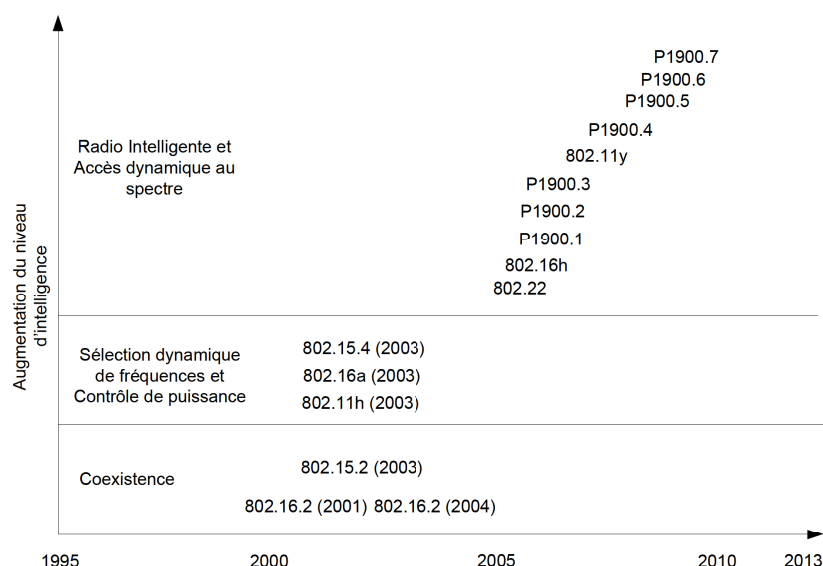 P1900.7
P1900.6
P1900.5
P1900.4
802.11y
P1900.3
P1900.2
P1900.1
802.16h
802.22
Radio Intelligente et
Accès dynamique au
spectre
Augmentation du niveau
d'intelligence
802.15.4 (2003)
802.16a (2003)
802.11h (2003)
Sélection dynamique
de fréquences et
Contrôle de puissance
802.15.2 (2003)
Coexistence
802.16.2 (2001) 802.16.2 (2004)
1995 2000 2005 2010 2013